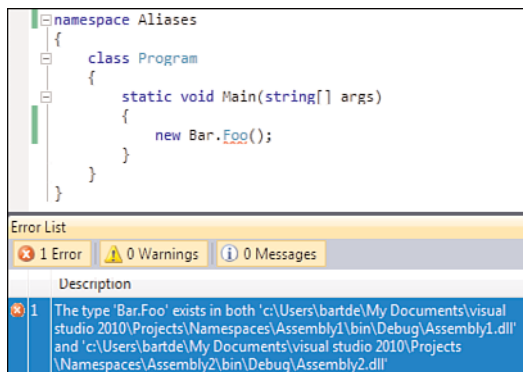 namespace Aliases
{
class Program
{
static void Main(string[] args)
{
new Bar.Foo();
}
}
}
Error List
1 Error 0 Warnings 0 Messages
Description
1 The type 'Bar.Foo' exists in both 'c:\Users\bartde\My Documents\visual
studio 2010\Projects\Namespaces\Assembly1\bin\Debug\Assembly1.dll'
and 'c:\Users\bartde\My Documents\visual studio 2010\Projects
\Namespaces\Assembly2\bin\Debug\Assembly2.dll'